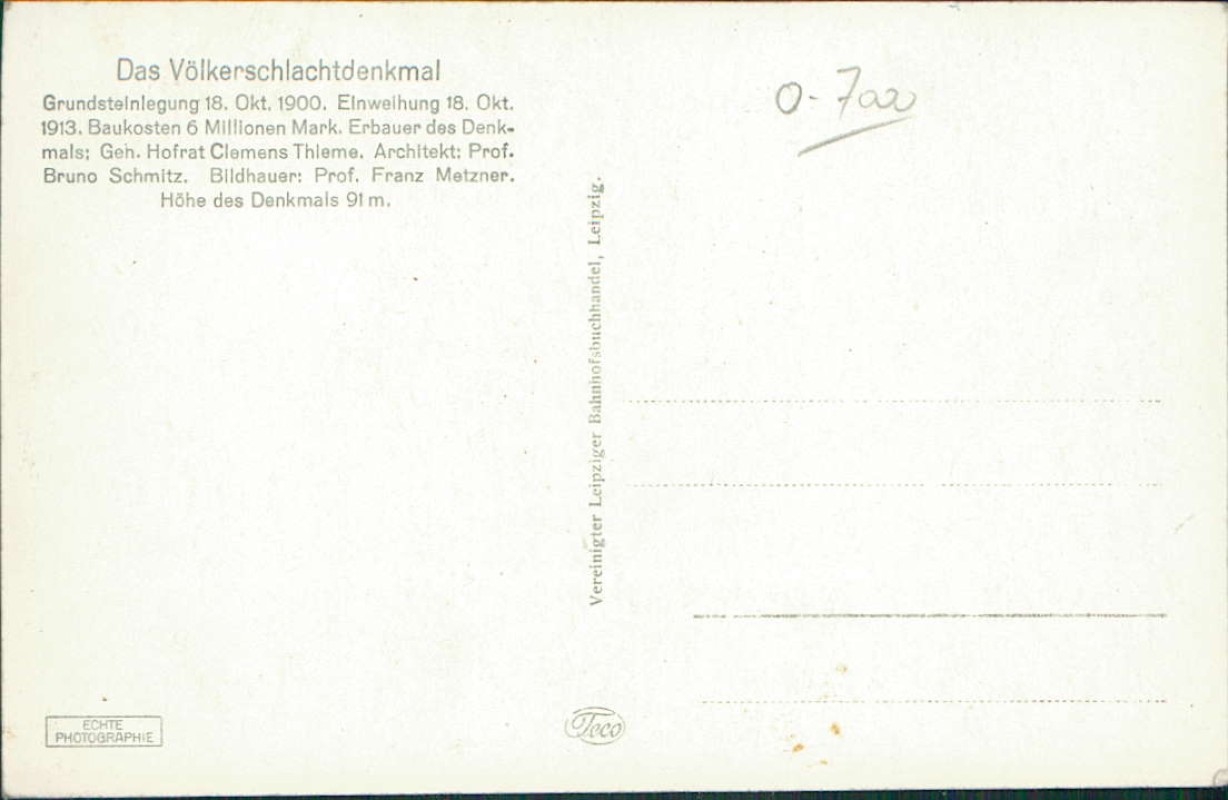 Das Völkerschlachtdenkmal
Grundsteinlegung 18. Okt. 1900. Einweihung 18. Okt.
1913. Baukosten 6 Millionen Mark. Erbauer des Denk-
mals: Geh. Hofrat Clemens Thieme. Architekt: Prof.
Bruno Schmitz. Bildhauer: Prof. Franz Metzner.
Höhe des Denkmals 91 m.
Vereinigter Leipziger Bahnhofsbuchhandel, Leipzig.
O-700
ECHTE
PHOTOGRAPHIE
Teco